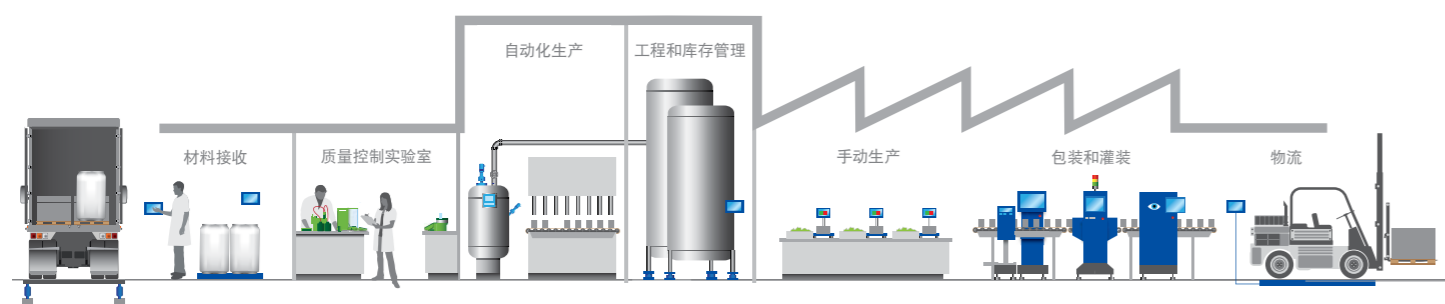 材料接收
质量控制实验室
自动化生产
工程和库存管理
手动生产
包装和灌装
物流